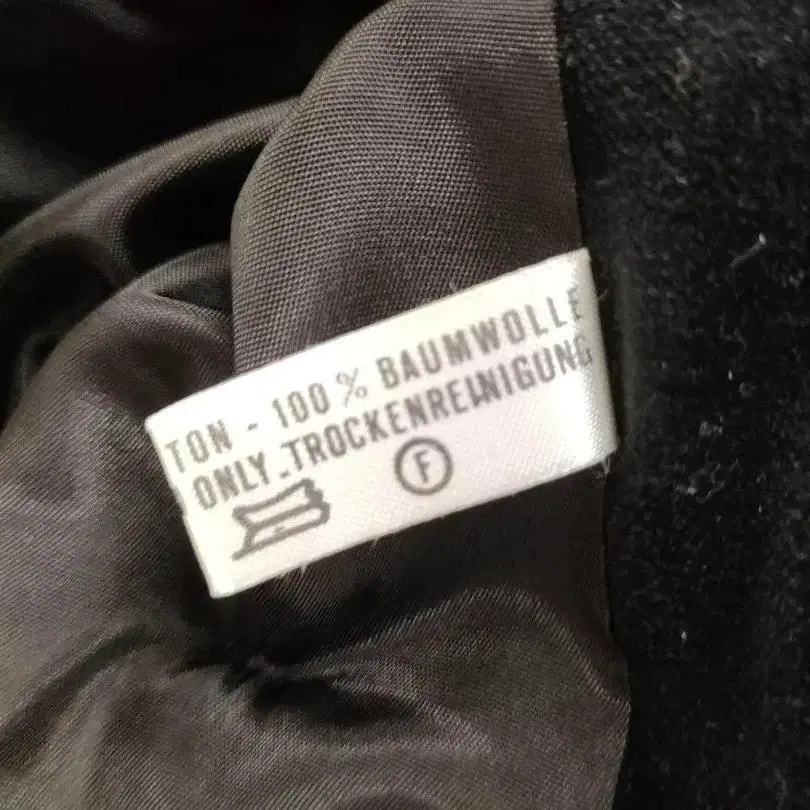 TON - 100 % BAUMWOLLE
ONLY - TROCKENREINIGUNG
F